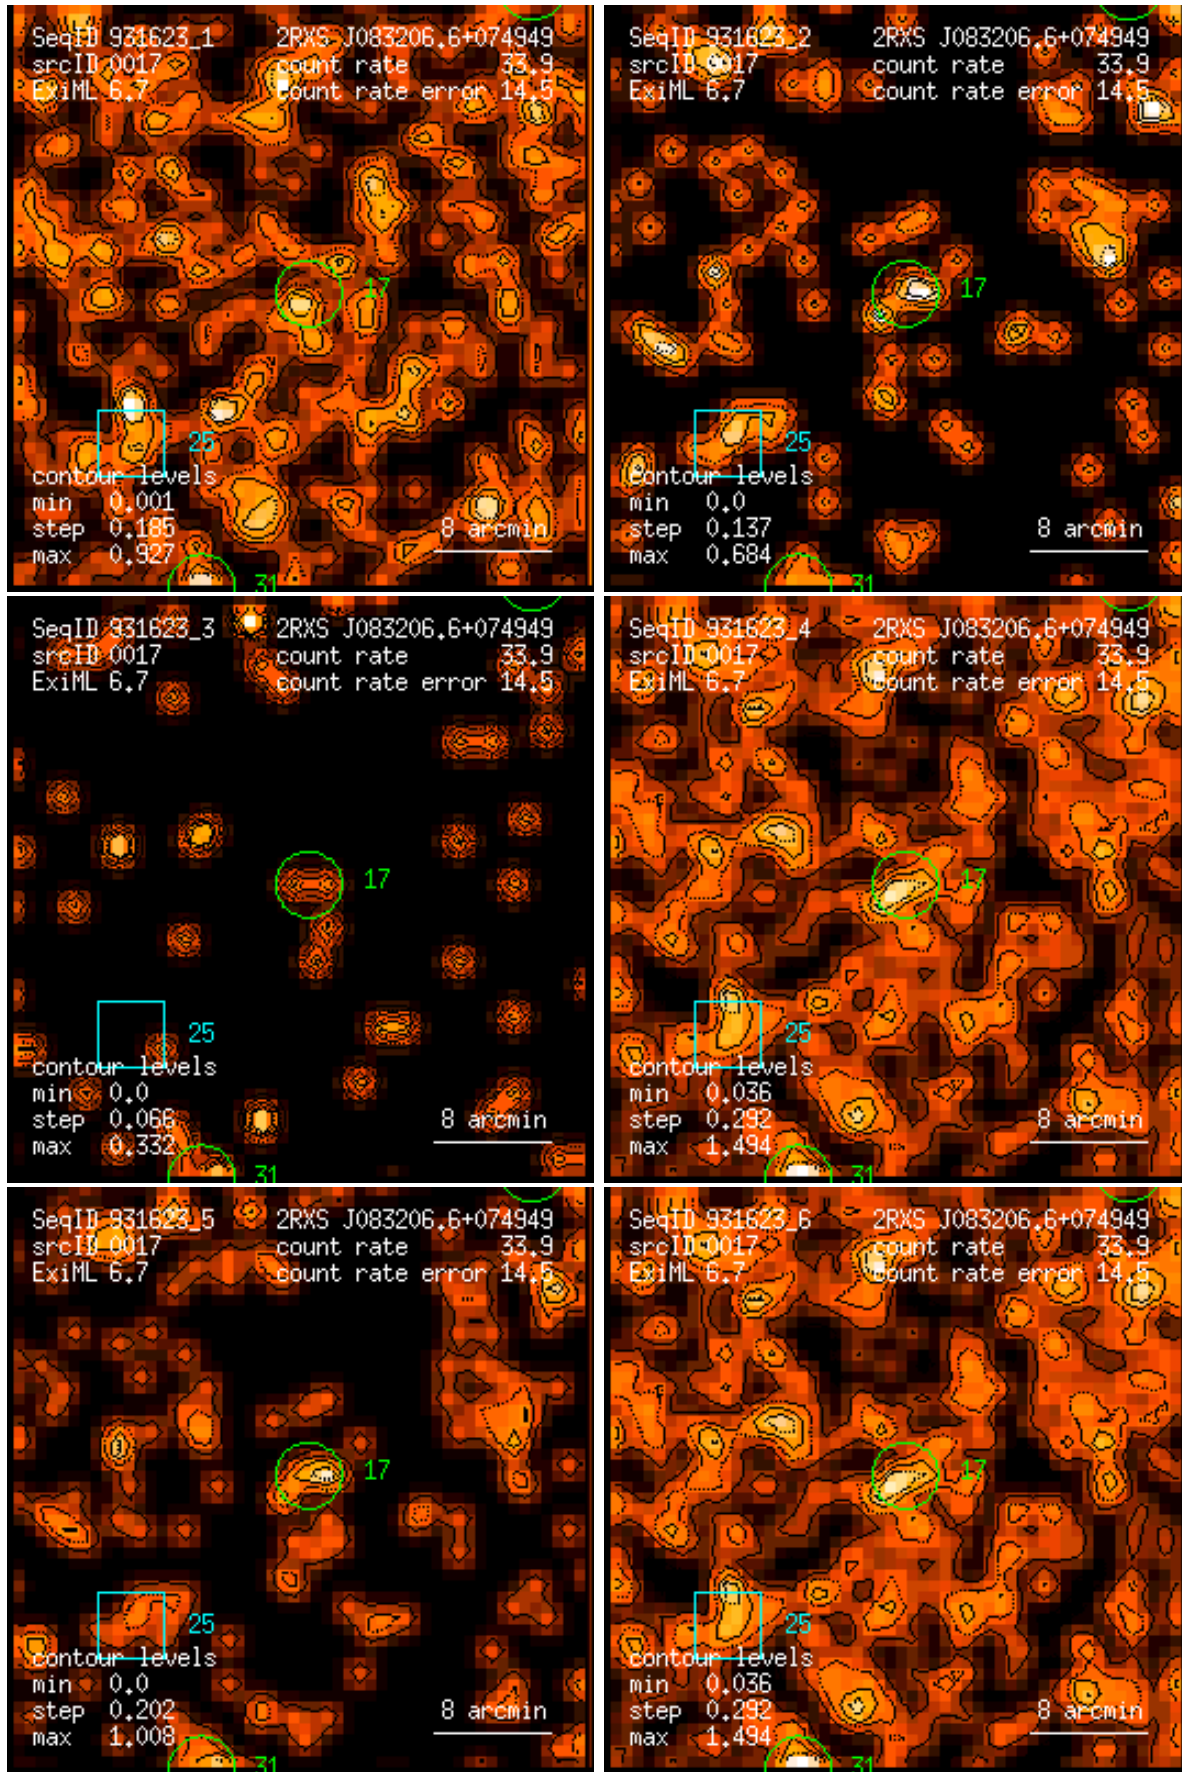 SeqID 931623_1 2RXS J083206.6+074949
srcID 0017 count rate 33.9
ExiML 6.7 count rate error 14.5
17
25
contour levels
min 0.001
step 0.185
max 0.927
8 arcmin
31
SeqID 931623_2 2RXS J083206.6+074949
srcID 0017 count rate 33.9
ExiML 6.7 count rate error 14.5
17
25
contour levels
min 0.0
step 0.137
max 0.684
8 arcmin
31
SeqID 931623_3 2RXS J083206.6+074949
srcID 0017 count rate 33.9
ExiML 6.7 count rate error 14.5
17
25
contour levels
min 0.0
step 0.066
max 0.332
8 arcmin
31
SeqID 931623_4 2RXS J083206.6+074949
srcID 0017 count rate 33.9
ExiML 6.7 count rate error 14.5
17
25
contour levels
min 0.036
step 0.292
max 1.494
8 arcmin
31
SeqID 931623_5 2RXS J083206.6+074949
srcID 0017 count rate 33.9
ExiML 6.7 count rate error 14.5
17
25
contour levels
min 0.0
step 0.202
max 1.008
8 arcmin
31
SeqID 931623_6 2RXS J083206.6+074949
srcID 0017 count rate 33.9
ExiML 6.7 count rate error 14.5
17
25
contour levels
min 0.036
step 0.292
max 1.494
8 arcmin
31